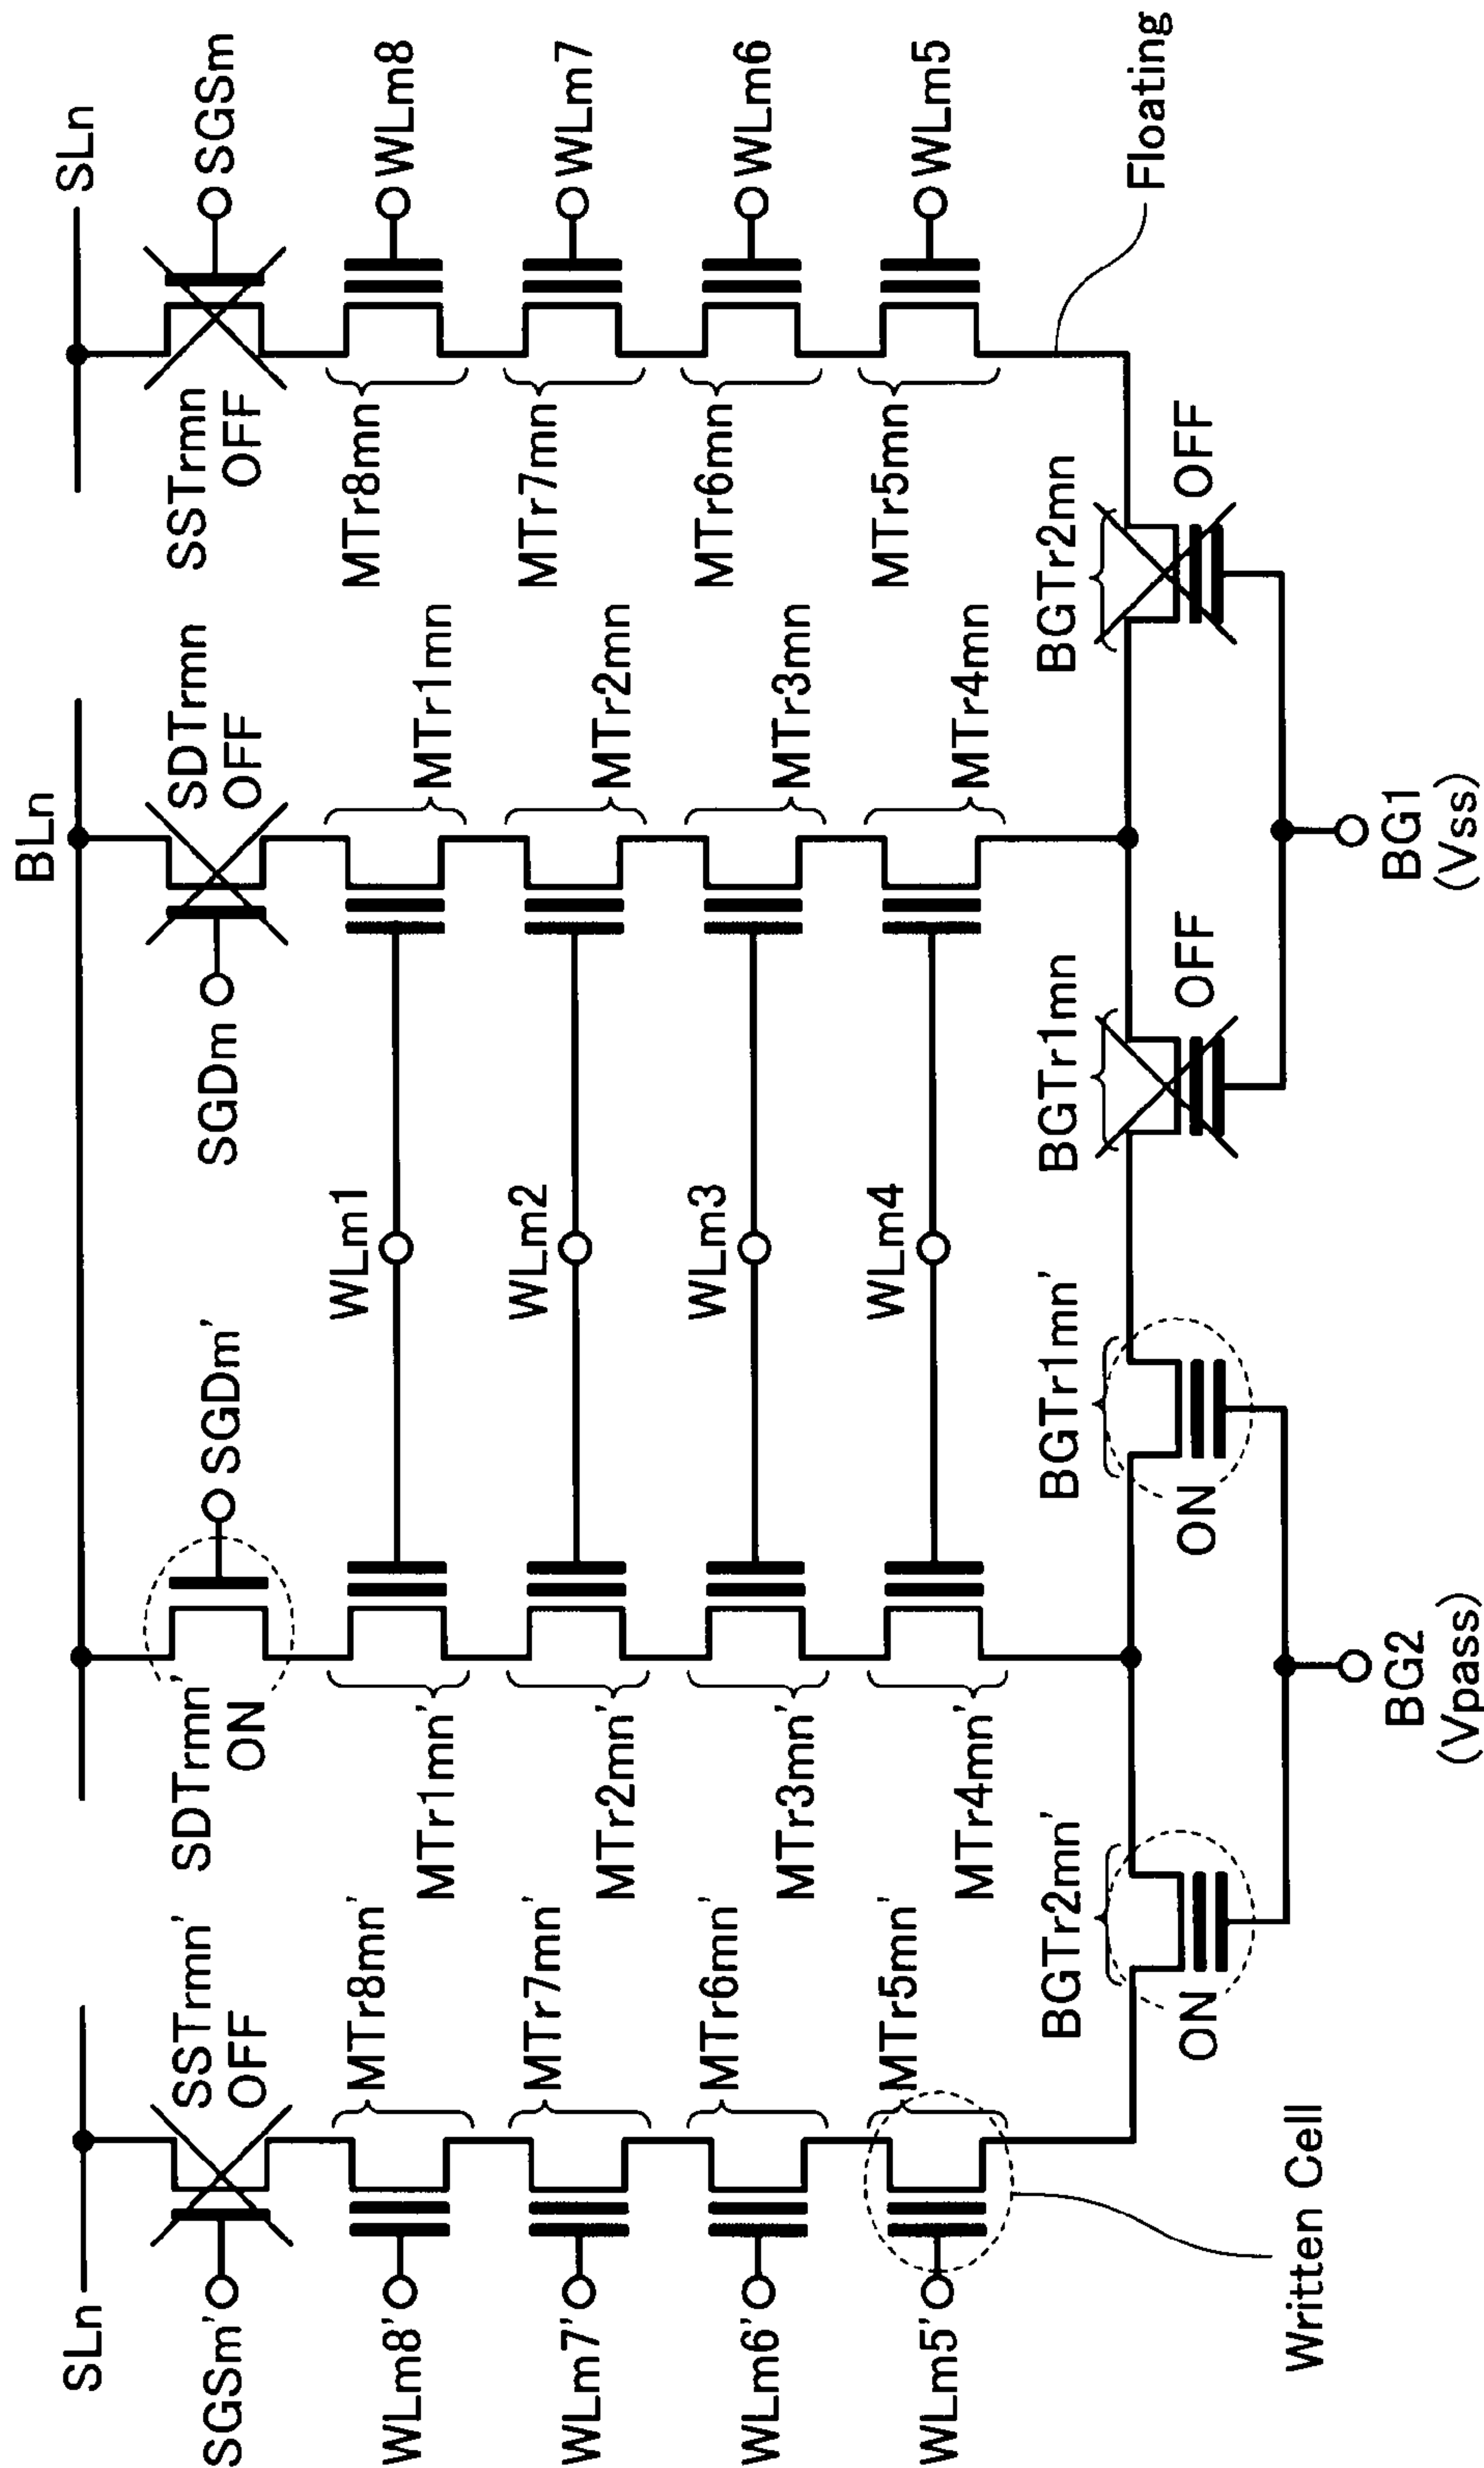 BLn
SLn
SLn
SSTrmn'
OFF
SGSm'
SDTrmn'
ON
SGDm'
SGDm
SDTrmn
OFF
SSTrmn
OFF
SGSm
WLm8'
MTr8mn'
MTr1mn'
WLm1
MTr1mn
MTr8mn
WLm8
WLm7'
MTr7mn'
MTr2mn'
WLm2
MTr2mn
MTr7mn
WLm7
WLm6'
MTr6mn'
MTr3mn'
WLm3
MTr3mn
MTr6mn
WLm6
WLm5'
MTr5mn'
MTr4mn'
WLm4
MTr4mn
MTr5mn
WLm5
BGTr2mn'
BGTr1mn'
BGTr1mn
BGTr2mn
Floating
ON
ON
OFF
OFF
Written Cell
BG2
(Vpass)
BG1
(Vss)